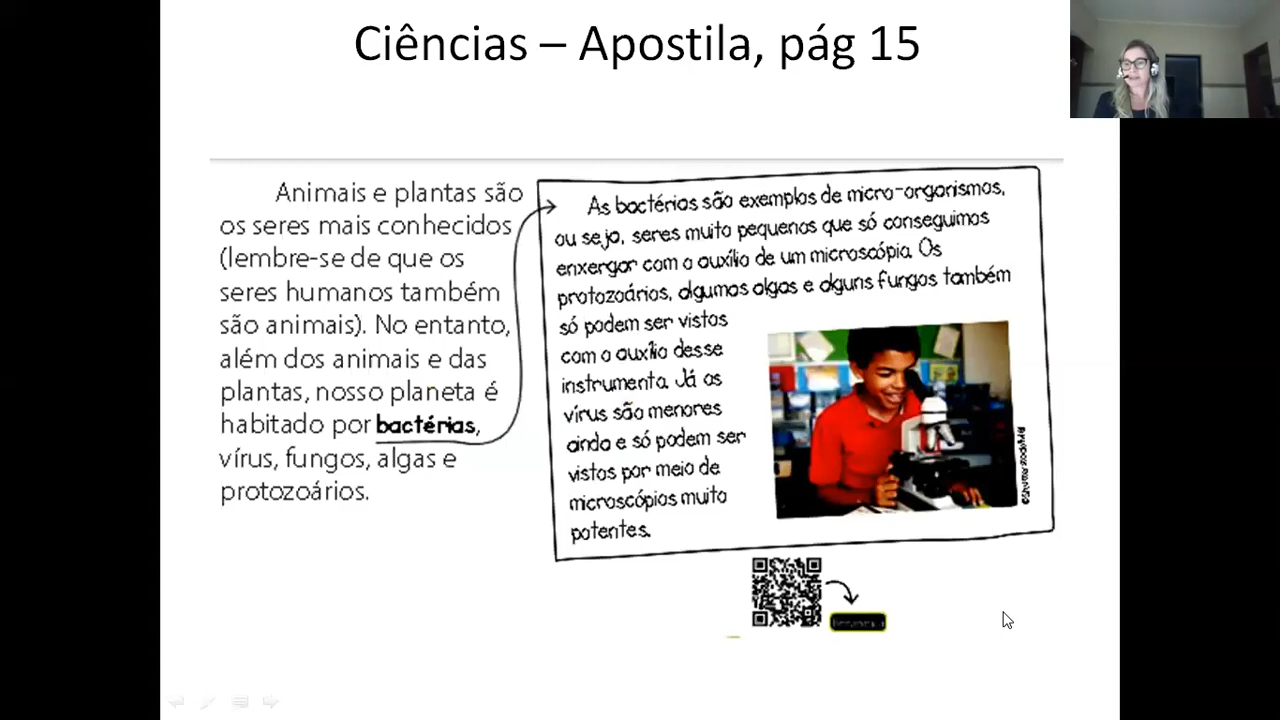 Ciências – Apostila, pág 15
Animais e plantas são
os seres mais conhecidos
(lembre-se de que os
seres humanos também
são animais). No entanto,
além dos animais e das
plantas, nosso planeta é
habitado por bactérias,
vírus, fungos, algas e
protozoários.
As bactérias são exemplos de micro-organismos,
ou seja, seres muito pequenos que só conseguimos
enxergar com o auxílio de um microscópio. Os
protozoários, algumas algas e alguns fungos também
só podem ser vistos
com o auxílio desse
instrumento. Já os
vírus são menores
ainda e só podem ser
vistos por meio de
microscópios muito
potentes.
©Shutterstock/